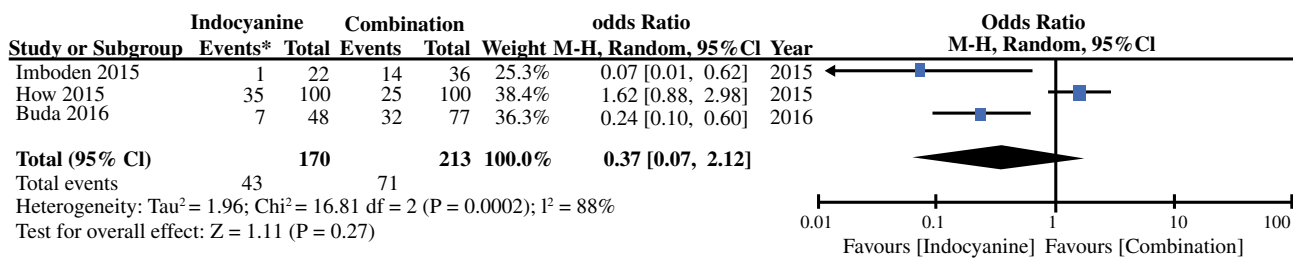 Indocyanine Combination odds Ratio Odds Ratio
Study or Subgroup Events* Total Events Total Weight M-H, Random, 95%Cl Year M-H, Random, 95%Cl
Imboden 2015 1 22 14 36 25.3% 0.07 [0.01, 0.62] 2015
How 2015 35 100 25 100 38.4% 1.62 [0.88, 2.98] 2015
Buda 2016 7 48 32 77 36.3% 0.24 [0.10, 0.60] 2016
Total (95% Cl) 170 213 100.0% 0.37 [0.07, 2.12]
Total events 43 71
Heterogeneity: Tau² = 1.96; Chi² = 16.81 df = 2 (P = 0.0002); l² = 88%
Test for overall effect: Z = 1.11 (P = 0.27)
0.01 0.1 1 10 100
Favours [Indocyanine] Favours [Combination]